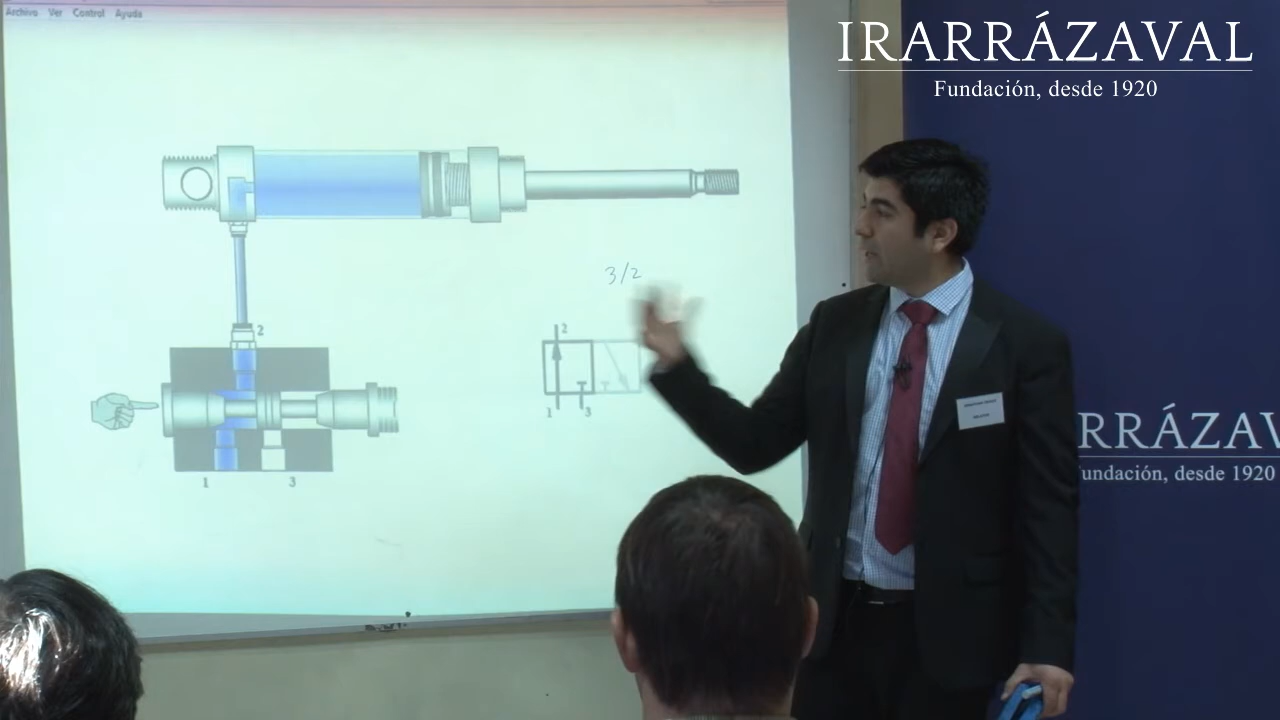 Archivo Ver Control Ayuda
IRARRÁZAVAL
Fundación, desde 1920
3/2
2
2
1 3
1 3
RRÁZAV
undación, desde 1920